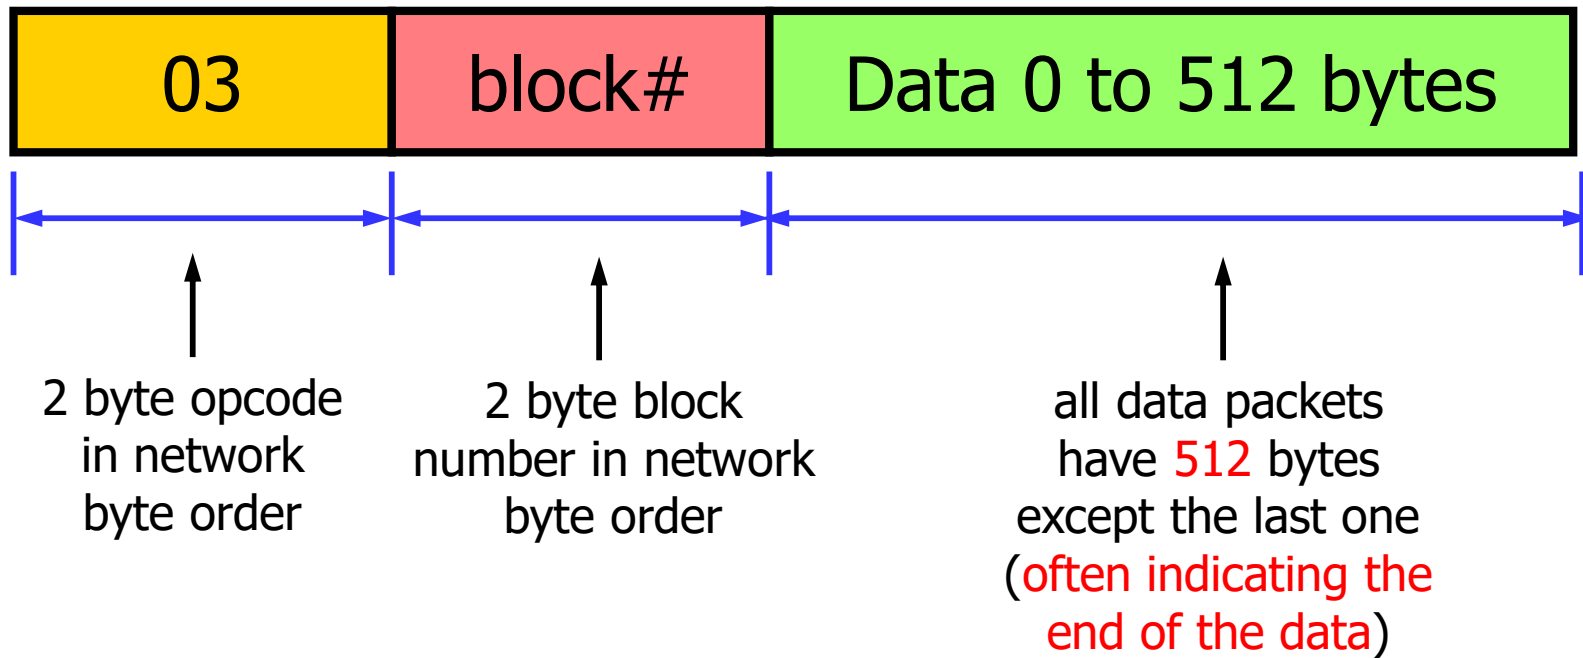 03 block# Data 0 to 512 bytes
2 byte opcode
in network
byte order
2 byte block
number in network
byte order
all data packets
have 512 bytes
except the last one
(often indicating the
end of the data)